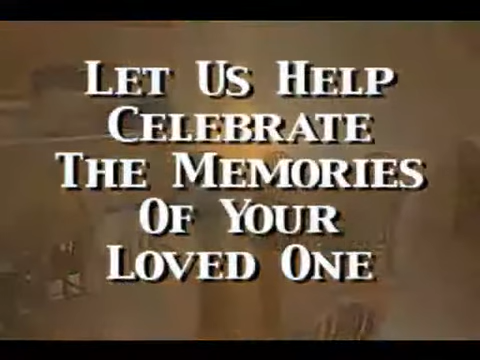 Let Us Help
Celebrate
The Memories
Of Your
Loved One